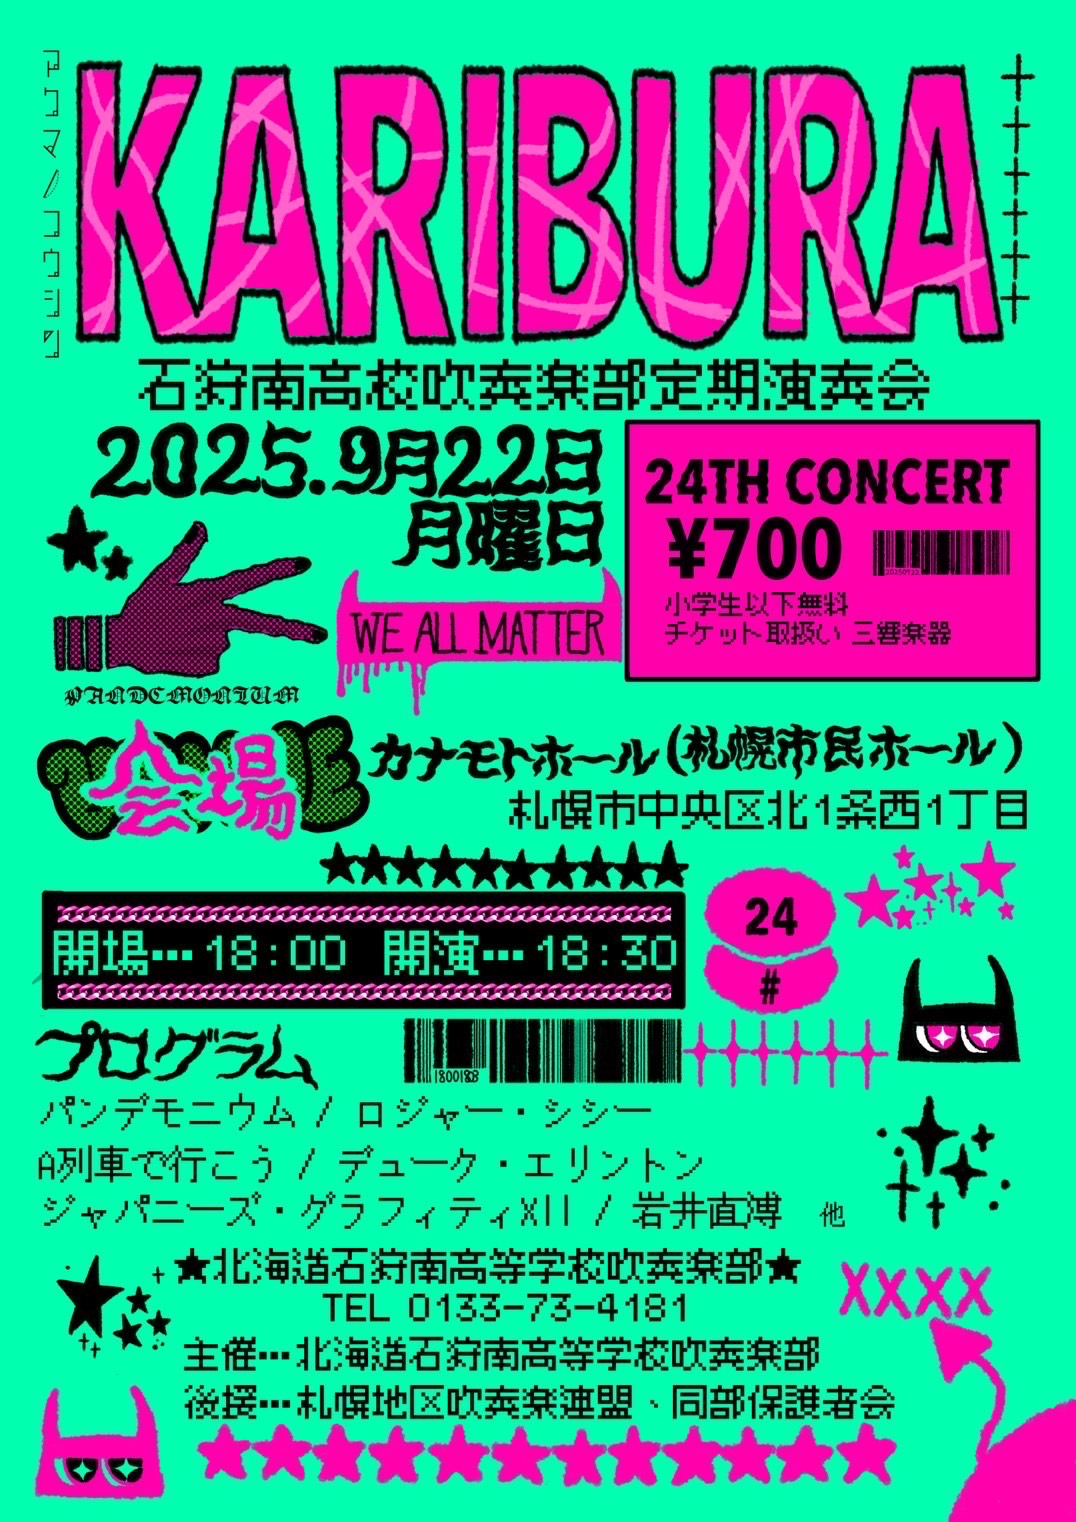 アクマノコウシン
KARIBURA
石狩南高校吹奏楽部定期演奏会
2025.9月22日
月曜日
24TH CONCERT
¥700
20250922
小学生以下無料
チケット取扱い 三響楽器
WE ALL MATTER
PANDEMONIUM
会場
カナモトホール(札幌市民ホール)
札幌市中央区北1条西1丁目
開場…18:00 開演…18:30
24
#
プログラム
1800183
パンデモニウム / ロジャー・シシー
A列車で行こう / デューク・エリントン
ジャパニーズ・グラフィティXII / 岩井直溥 他
★北海道石狩南高等学校吹奏楽部★
TEL 0133-73-4181
XXXX
主催…北海道石狩南高等学校吹奏楽部
後援…札幌地区吹奏楽連盟、同部保護者会